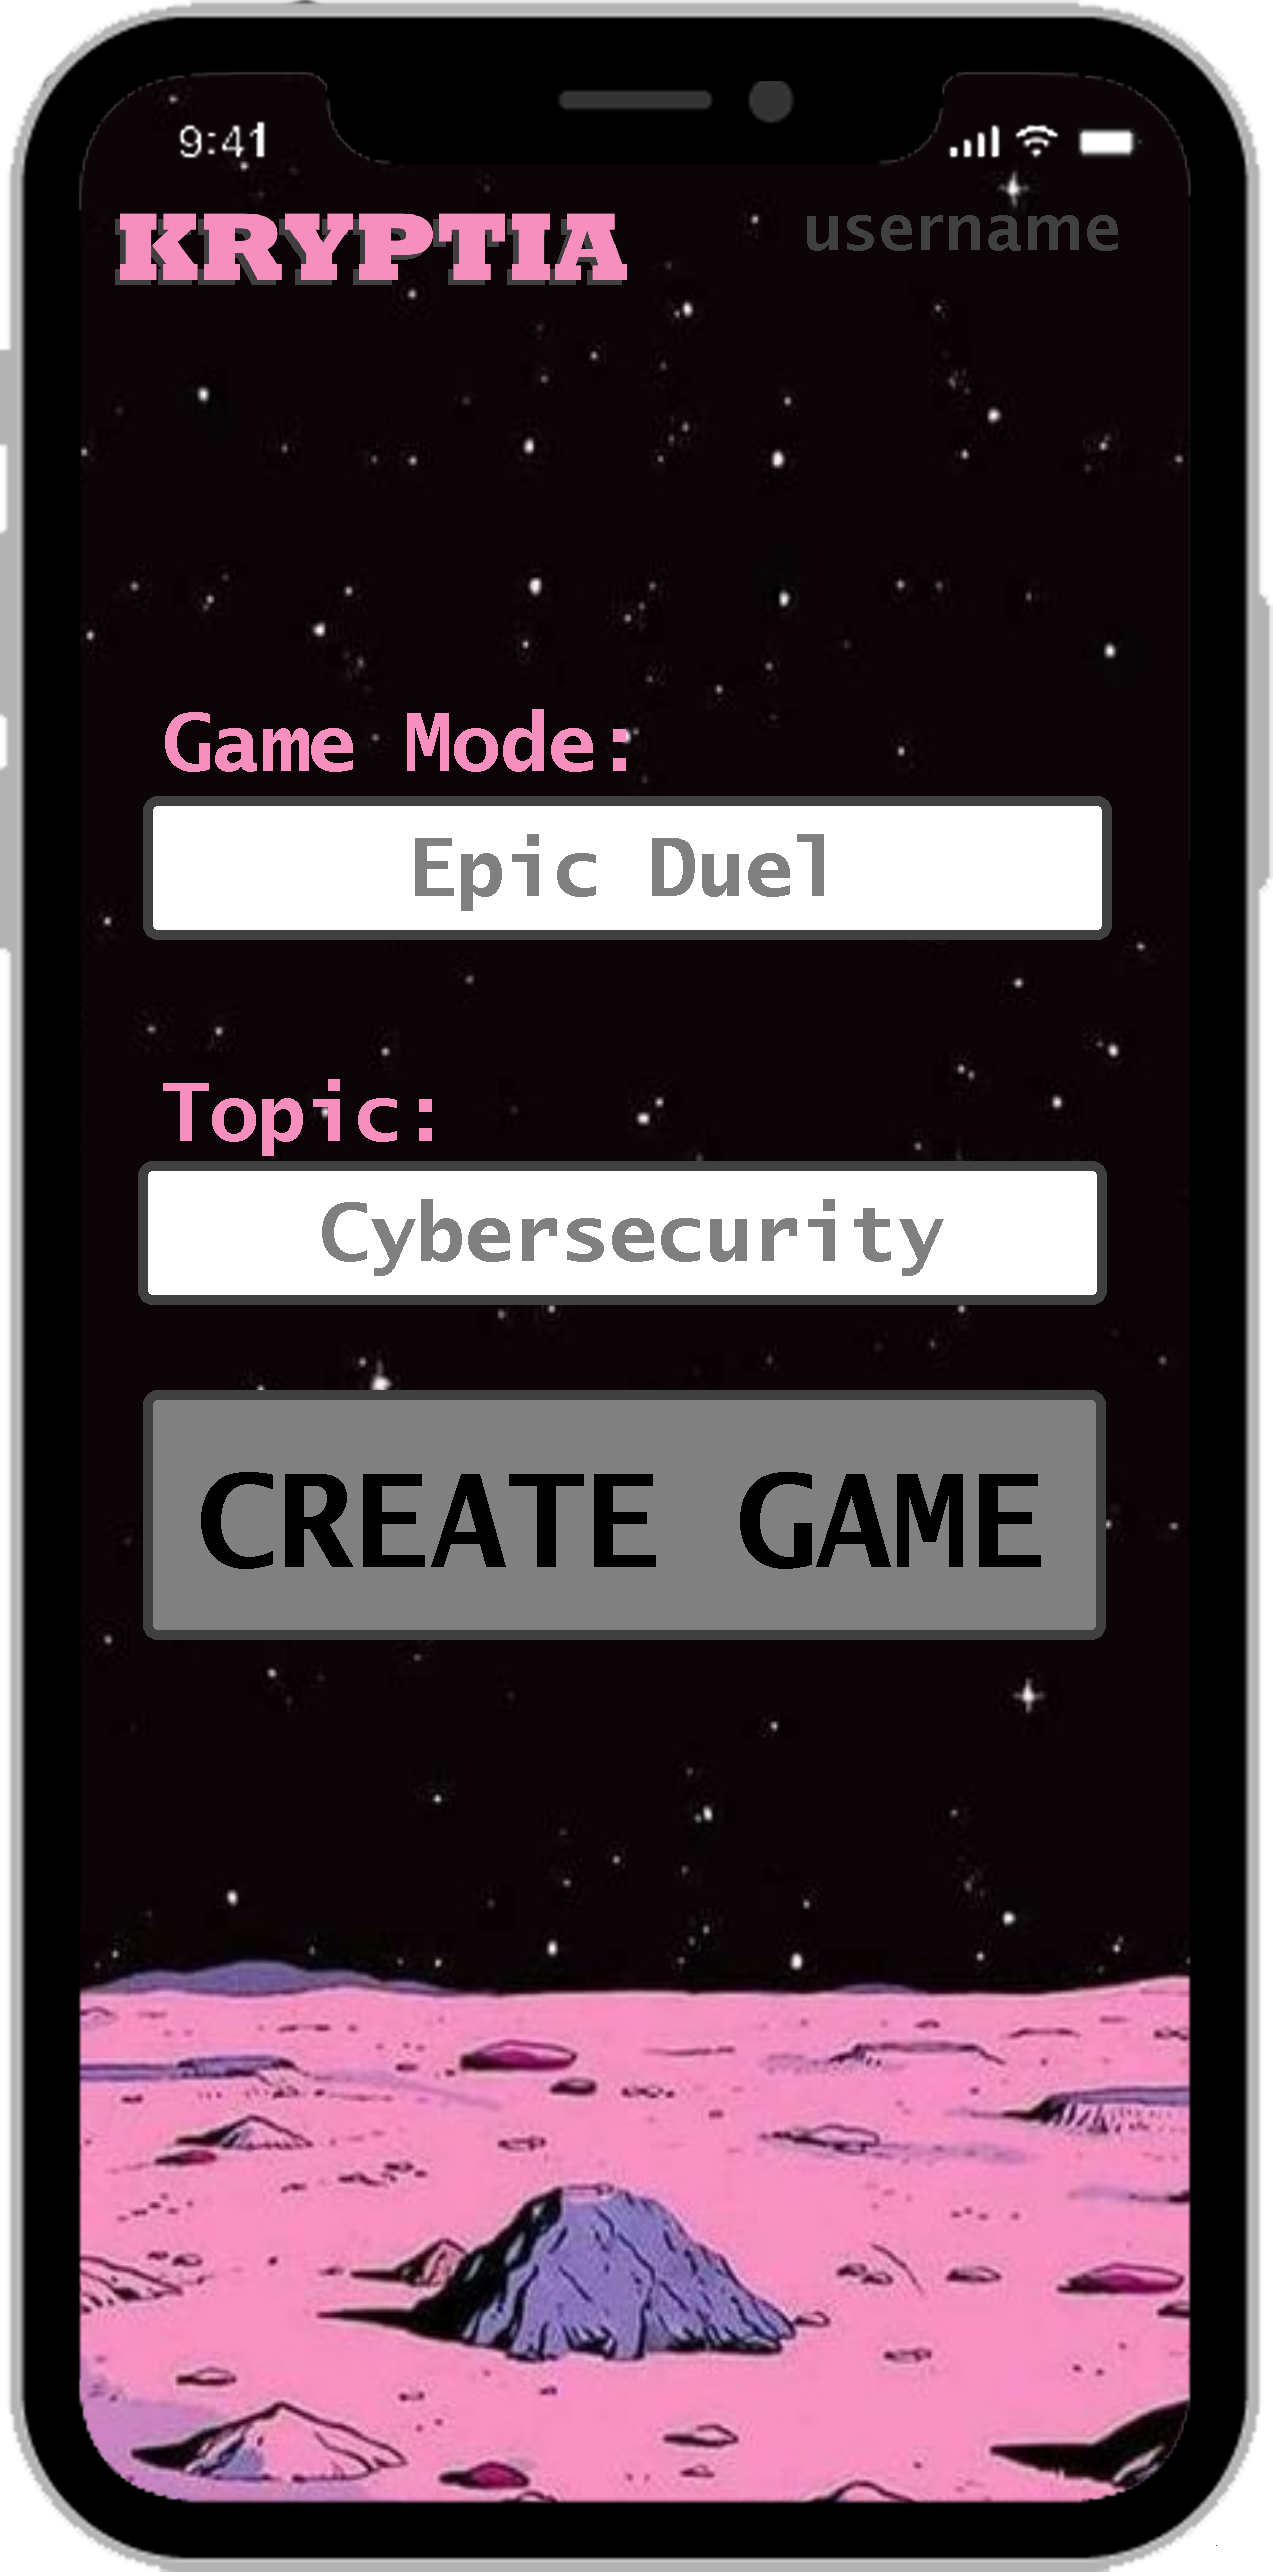 9:41
KRYPTIA
username
Game Mode:
Epic Duel
Topic:
Cybersecurity
CREATE GAME